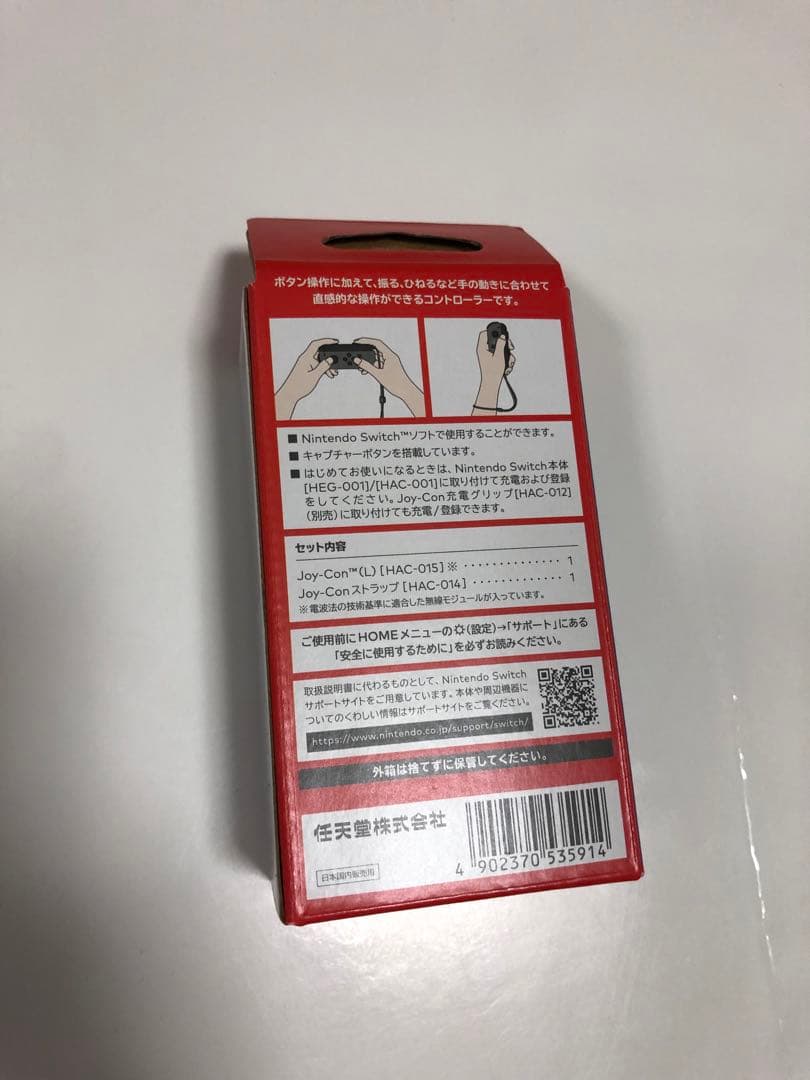 ボタン操作に加えて、振る、ひねるなど手の動きに合わせて
直感的な操作ができるコントローラーです。
■ Nintendo Switch™ソフトで使用することができます。
■ キャプチャーボタンを搭載しています。
■ はじめてお使いになるときは、Nintendo Switch本体
[HEG-001]/[HAC-001]に取り付けて充電および登録
をしてください。Joy-Con充電グリップ[HAC-012]
(別売)に取り付けても充電/登録できます。
セット内容
Joy-Con™(L) [HAC-015]※ ・・・・・・・・・・・・・・ 1
Joy-Conストラップ [HAC-014] ・・・・・・・・・・・・・ 1
※電波法の技術基準に適合した無線モジュールが入っています。
ご使用前にHOMEメニューの(設定)→「サポート」にある
「安全に使用するために」を必ずお読みください。
取扱説明書に代わるものとして、Nintendo Switch
サポートサイトをご用意しています。本体や周辺機器に
ついてのくわしい情報はサポートサイトをご覧ください。
https://www.nintendo.co.jp/support/switch/
外箱は捨てずに保管してください。
任天堂株式会社
4 902370 535914
日本国内販売用